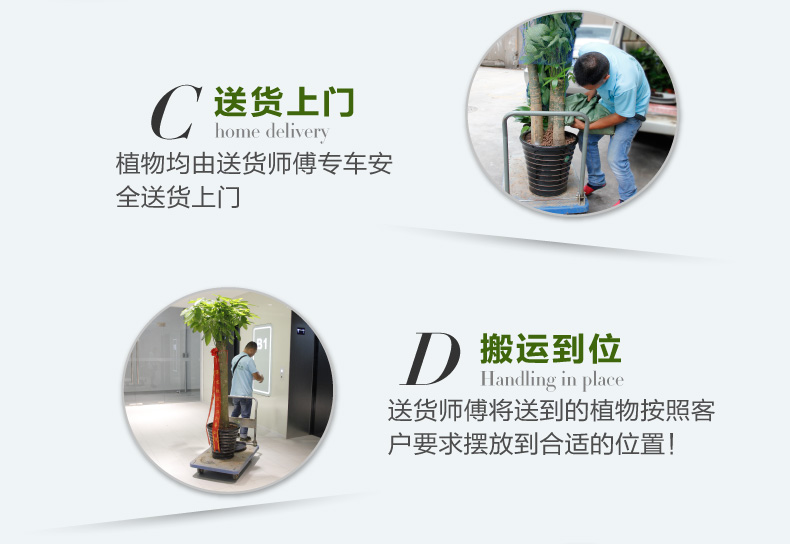 C 送货上门
home delivery
植物均由送货师傅专车安
全送货上门
B1
D 搬运到位
Handling in place
送货师傅将送到的植物按照客
户要求摆放到合适的位置！